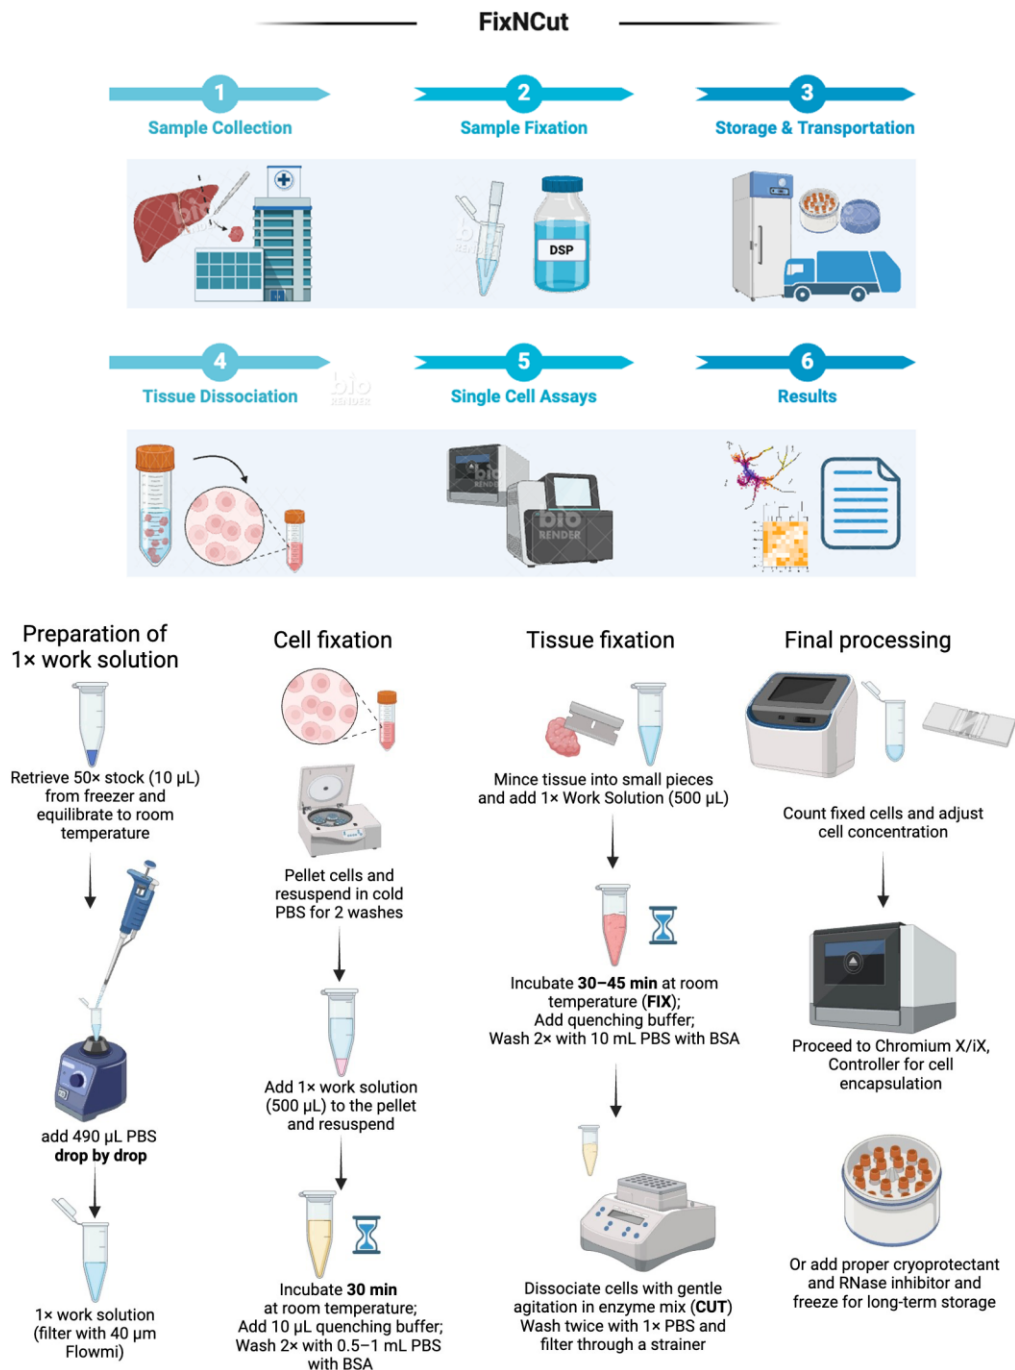 FixNCut
1
Sample Collection
2
Sample Fixation
3
Storage & Transportation
bio
RENDER
DSP
4
Tissue Dissociation
bio
RENDER
5
Single Cell Assays
6
Results
bio
RENDER
bio
RENDER
Preparation of
1× work solution
Retrieve 50× stock (10 µL)
from freezer and
equilibrate to room
temperature
add 490 µL PBS
drop by drop
1× work solution
(filter with 40 µm
Flowmi)
Cell fixation
Pellet cells and
resuspend in cold
PBS for 2 washes
Add 1× work solution
(500 µL) to the pellet
and resuspend
Incubate 30 min
at room temperature;
Add 10 µL quenching buffer;
Wash 2× with 0.5–1 mL PBS
with BSA
Tissue fixation
Mince tissue into small pieces
and add 1× Work Solution (500 µL)
Incubate 30–45 min at room
temperature (FIX);
Add quenching buffer;
Wash 2× with 10 mL PBS with BSA
Dissociate cells with gentle
agitation in enzyme mix (CUT)
Wash twice with 1× PBS and
filter through a strainer
Final processing
Count fixed cells and adjust
cell concentration
Proceed to Chromium X/iX,
Controller for cell
encapsulation
Or add proper cryoprotectant
and RNase inhibitor and
freeze for long-term storage